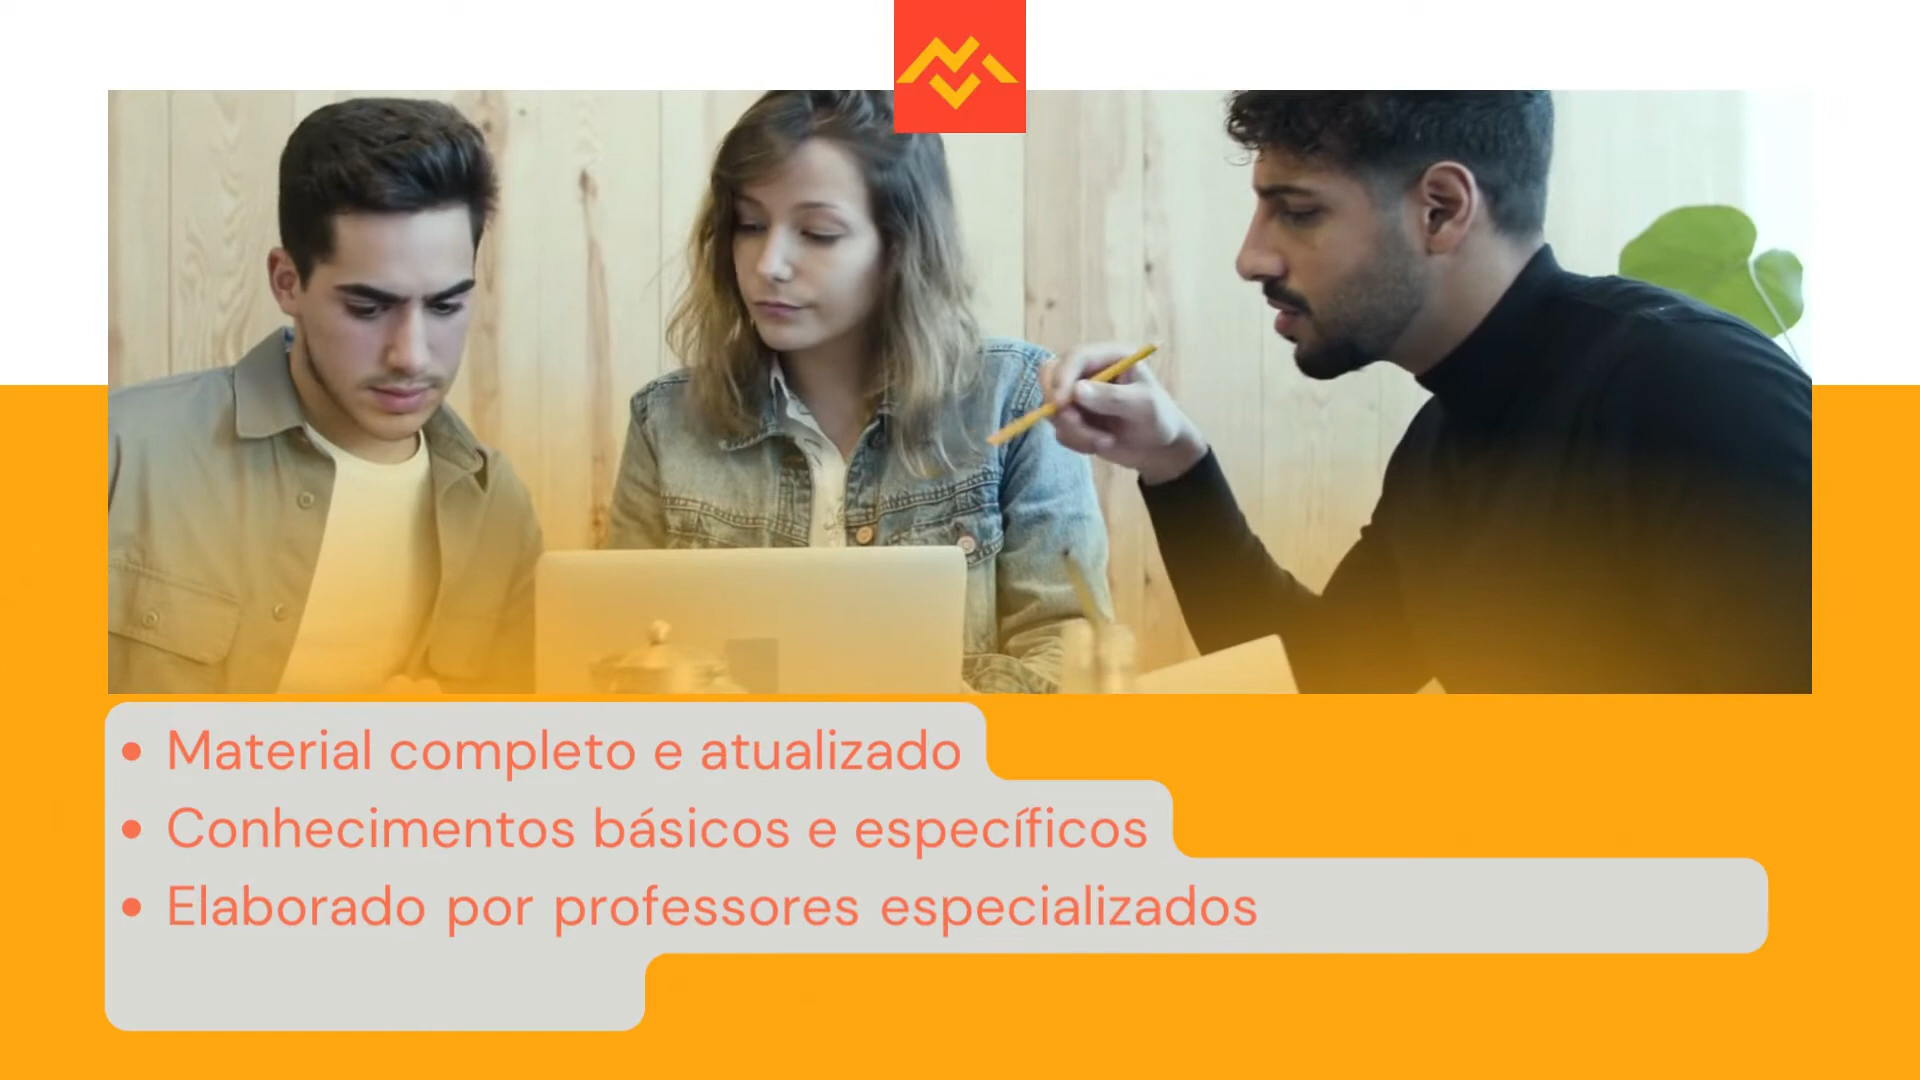 • Material completo e atualizado
• Conhecimentos básicos e específicos
• Elaborado por professores especializados